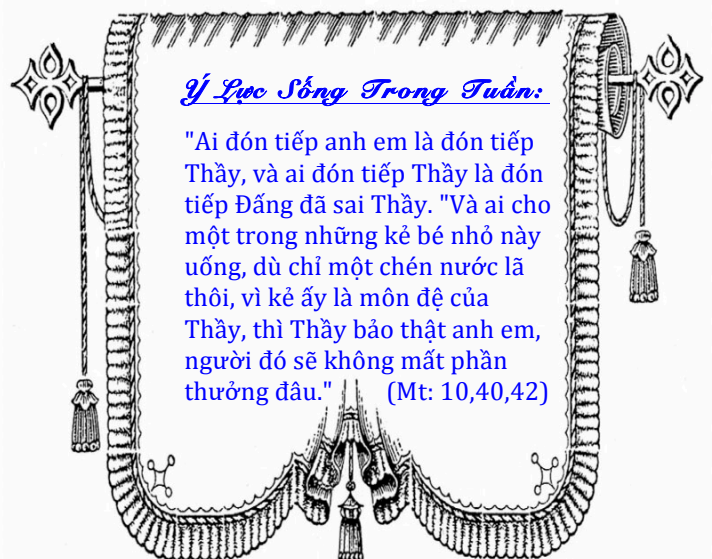 Ý Lực Sống Trong Tuần:
"Ai đón tiếp anh em là đón tiếp
Thầy, và ai đón tiếp Thầy là đón
tiếp Đấng đã sai Thầy. "Và ai cho
một trong những kẻ bé nhỏ này
uống, dù chỉ một chén nước lã
thôi, vì kẻ ấy là môn đệ của
Thầy, thì Thầy bảo thật anh em,
người đó sẽ không mất phần
thưởng đâu." (Mt: 10,40,42)